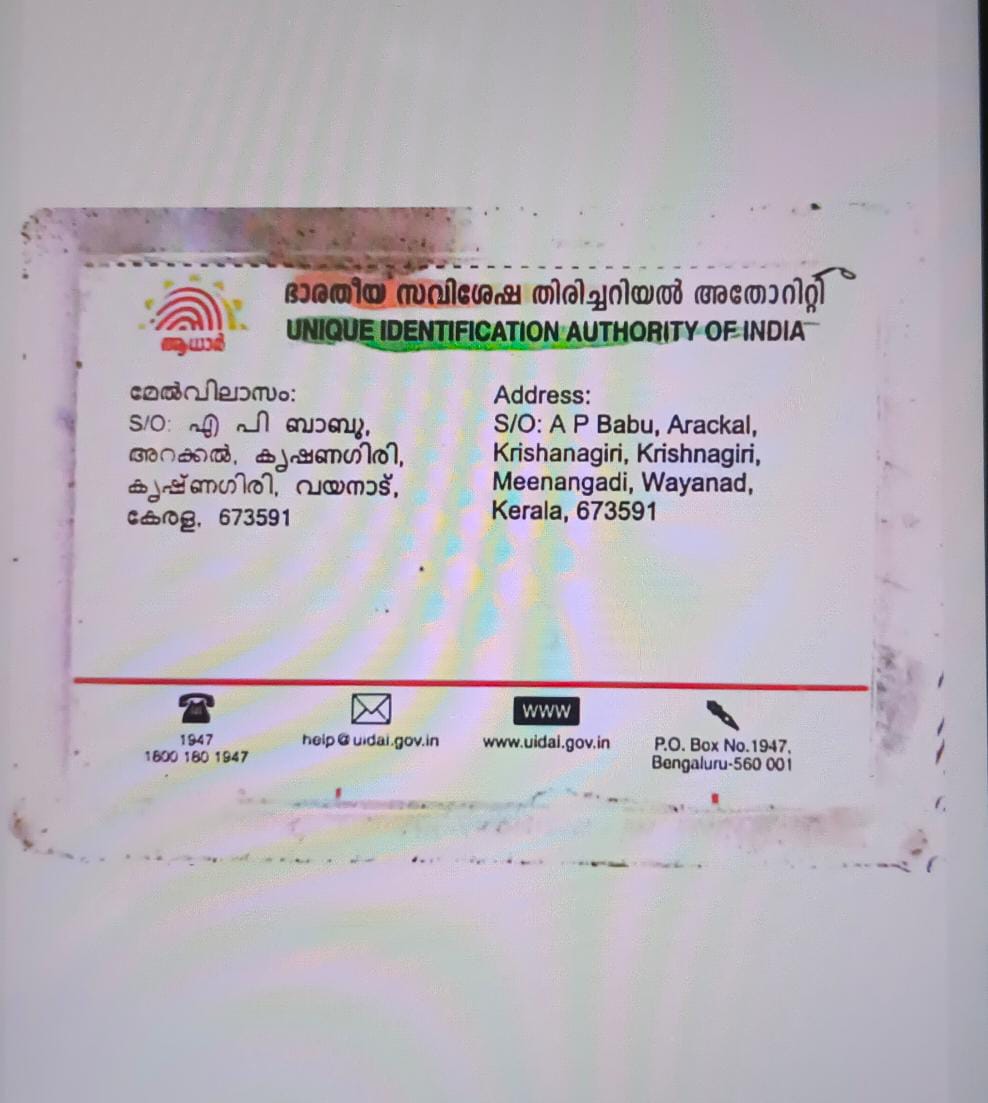 ഭാരതീയ സവിശേഷ തിരിച്ചറിയൽ അതോറിറ്റി
UNIQUE IDENTIFICATION AUTHORITY OF INDIA
ആധാർ
മേൽവിലാസം:
S/O: എ പി ബാബു,
അറക്കൽ, കൃഷണഗിരി,
കൃഷ്ണഗിരി, വയനാട്,
കേരള, 673591
Address:
S/O: A P Babu, Arackal,
Krishanagiri, Krishnagiri,
Meenangadi, Wayanad,
Kerala, 673591
1947
1800 180 1947
help@uidai.gov.in
www
www.uidai.gov.in
P.O. Box No.1947,
Bengaluru-560 001